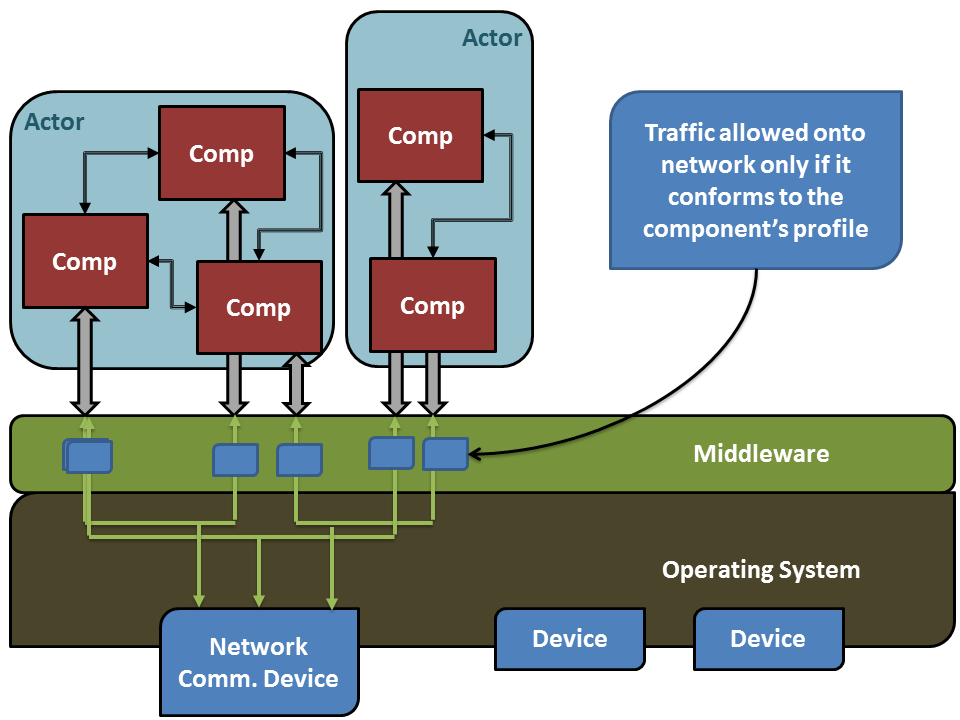 Actor
Actor
Comp
Comp
Comp
Comp
Comp
Traffic allowed onto
network only if it
conforms to the
component's profile
Middleware
Operating System
Network
Comm. Device
Device
Device